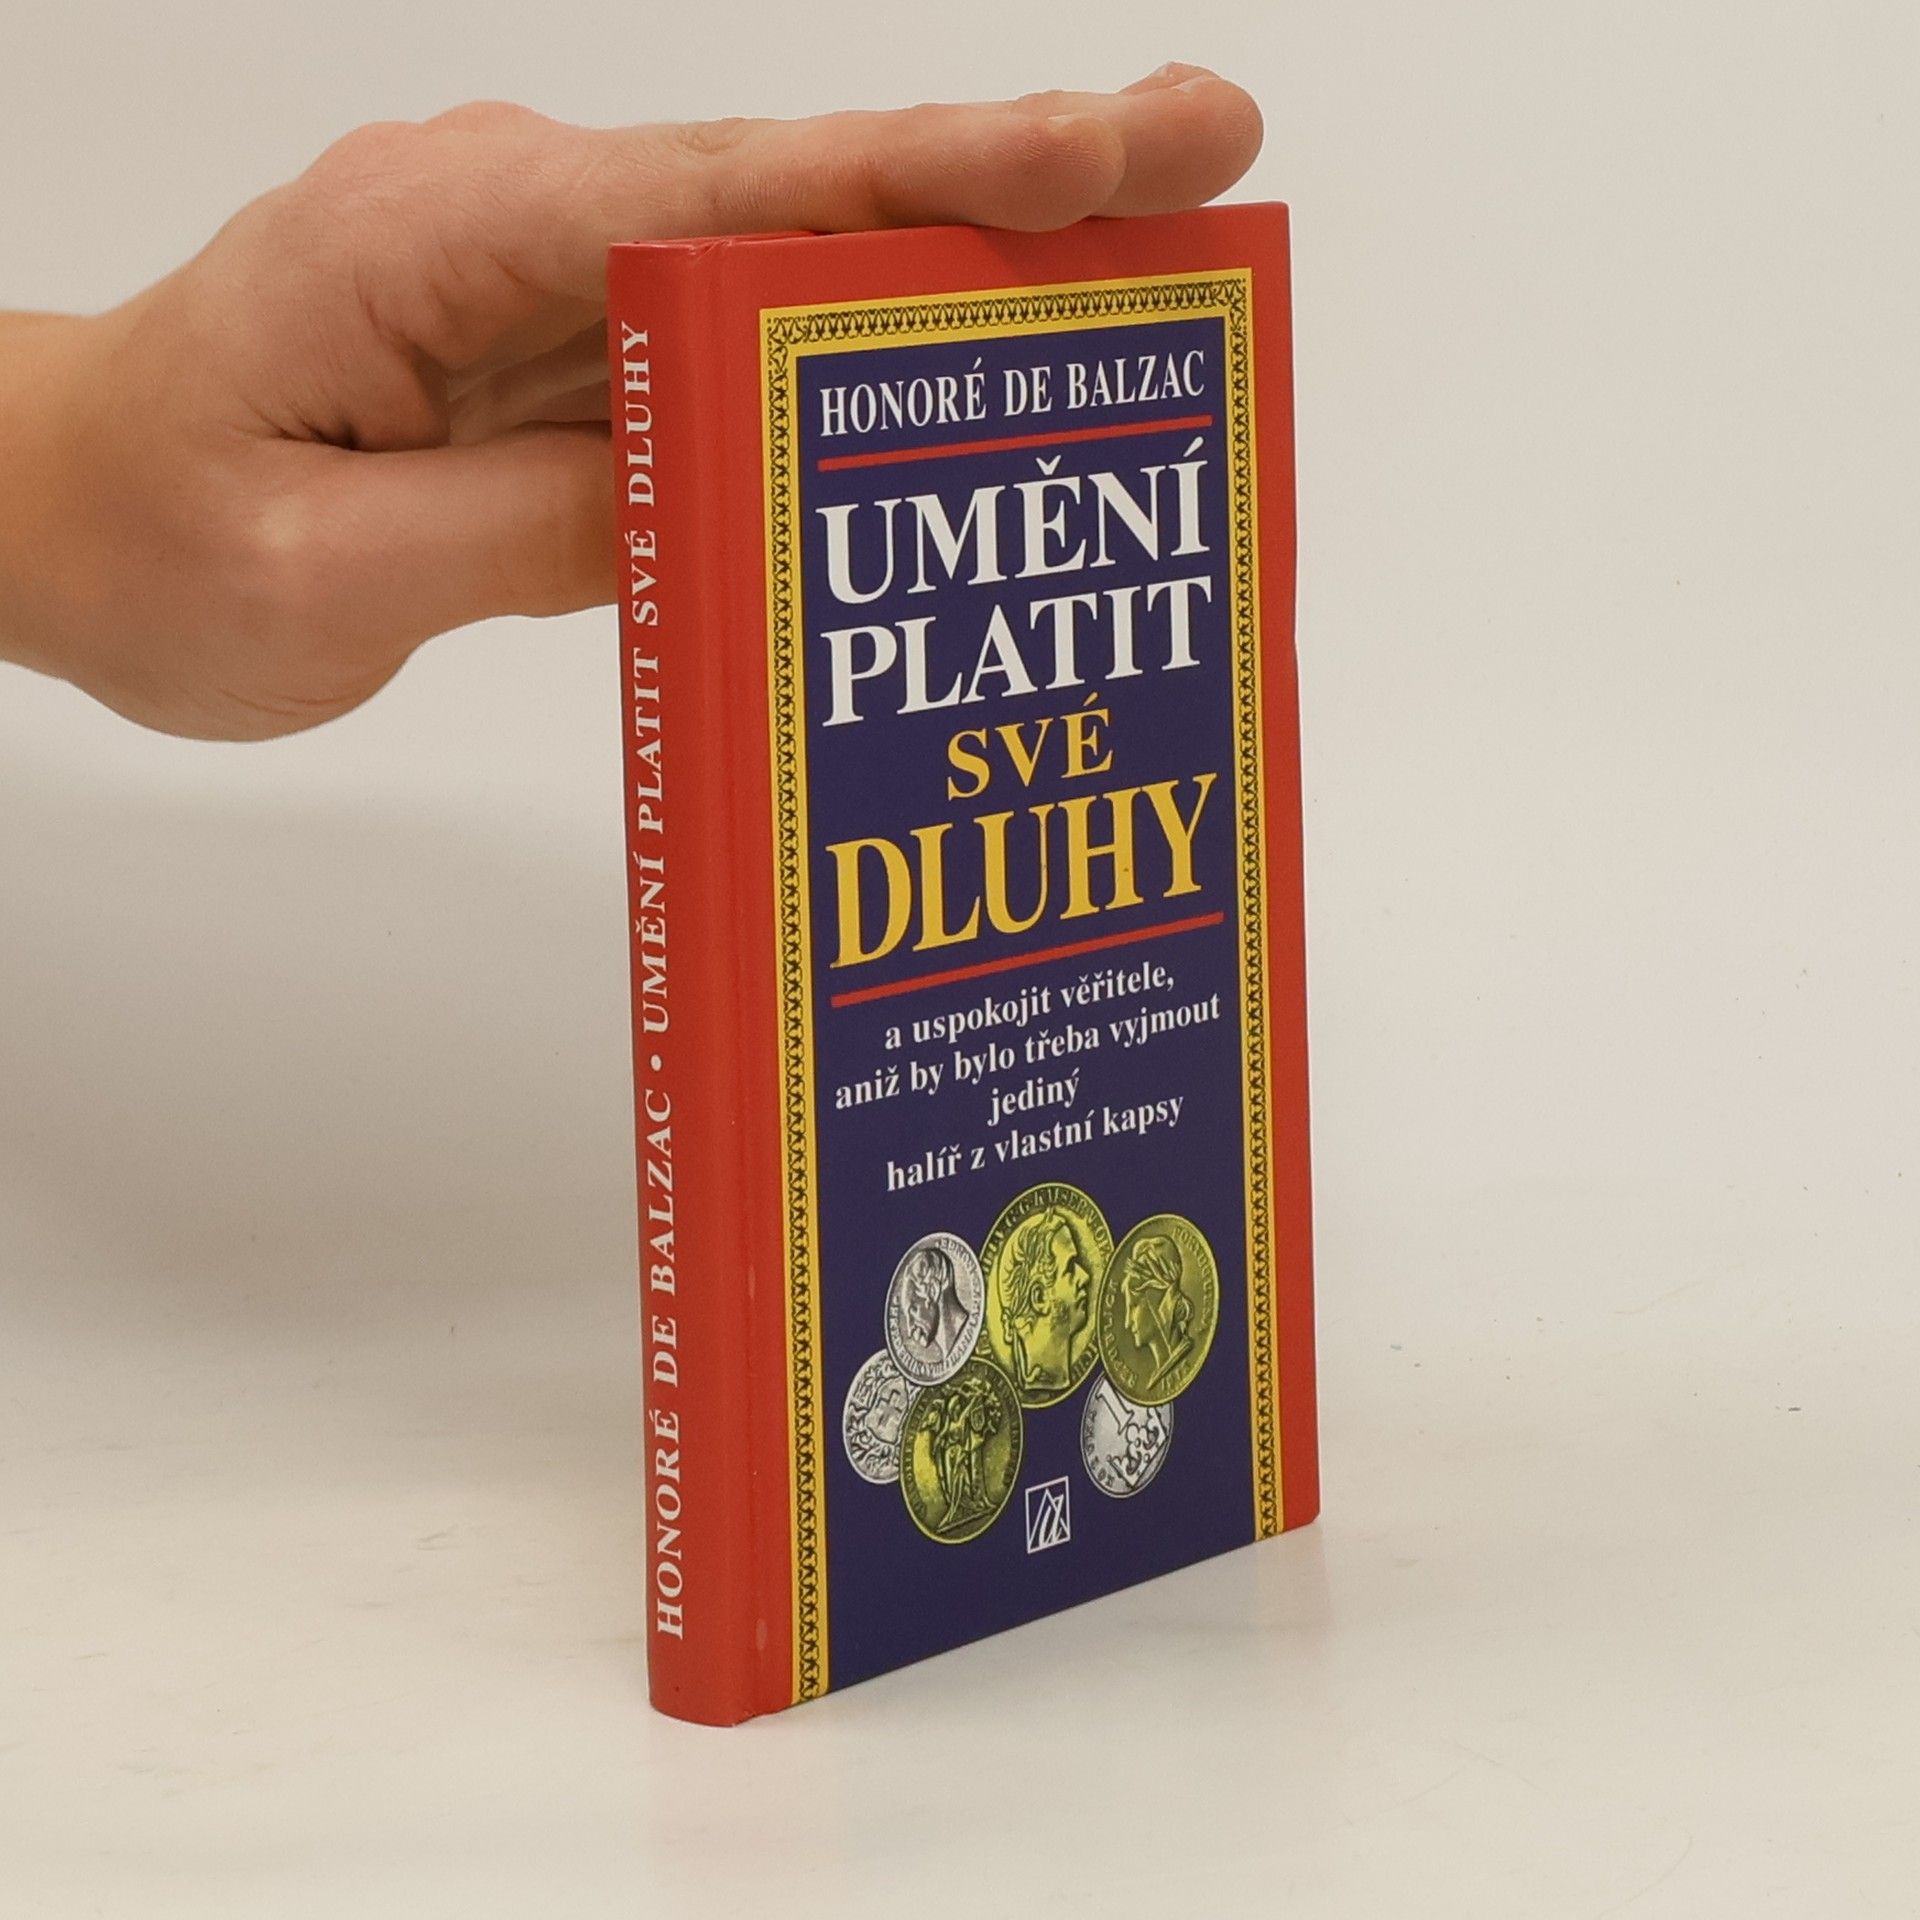 HONORÉ DE BALZAC • UMĚNÍ PLATIT SVÉ DLUHY
HONORÉ DE BALZAC
UMĚNÍ
PLATIT
SVÉ
DLUHY
a uspokojit věřitele,
aniž by bylo třeba vyjmout
jediný
halíř z vlastní kapsy